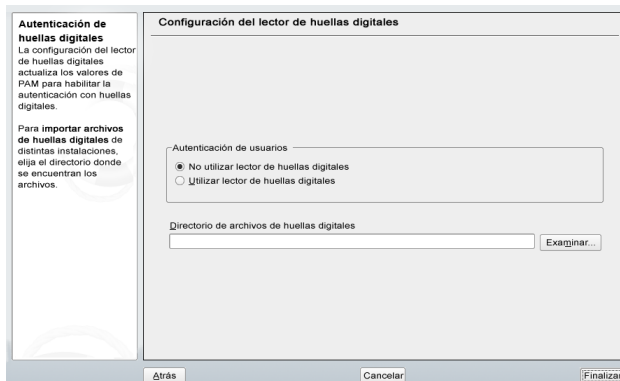 Autenticación de
huellas digitales
La configuración del lector
de huellas digitales
actualiza los valores de
PAM para habilitar la
autenticación con huellas
digitales.
Para importar archivos
de huellas digitales de
distintas instalaciones,
elija el directorio donde
se encuentran los
archivos.
Configuración del lector de huellas digitales
Autenticación de usuarios
No utilizar lector de huellas digitales
Utilizar lector de huellas digitales
Directorio de archivos de huellas digitales
Examinar...
Atrás
Cancelar
Finalizar